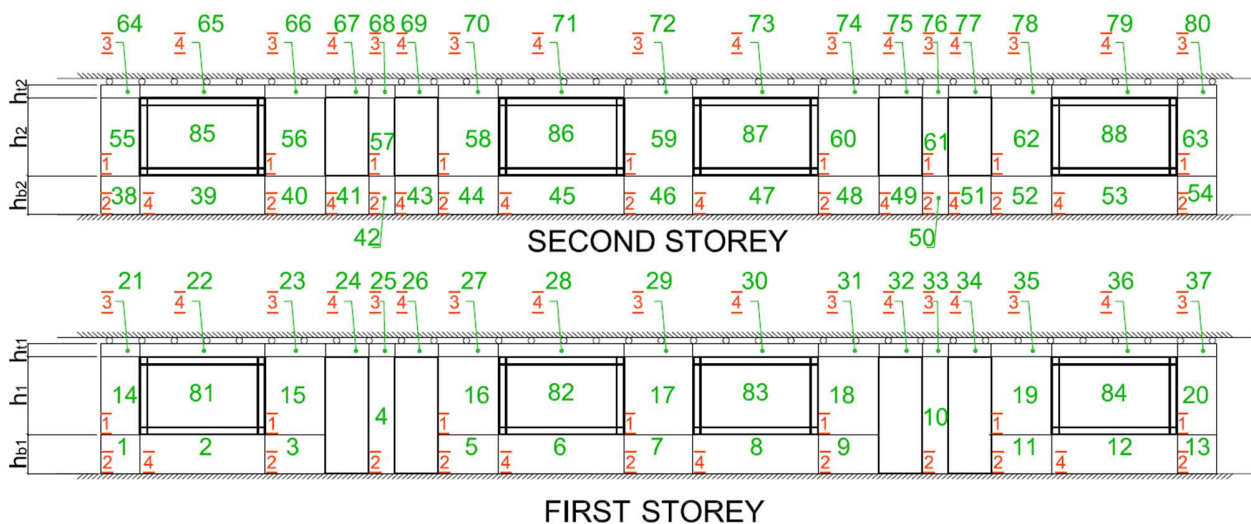 64 65 66 67 68 69 70 71 72 73 74 75 76 77 78 79 80
3 4 3 4 3 4 3 4 3 4 3 4 3 4 3 4 3
ht2
h2
55 85 56 57 58 86 59 87 60 61 62 88 63
1 1 1 1 1 1 1 1 1
hb2
38 39 40 41 43 44 45 46 47 48 49 51 52 53 54
2 4 2 4 2 4 2 4 2 4 2 4 2 4 2 4 2
42 50
SECOND STOREY
21 22 23 24 25 26 27 28 29 30 31 32 33 34 35 36 37
3 4 3 4 3 4 3 4 3 4 3 4 3 4 3 4 3
ht1
h1
14 81 15 4 16 82 17 83 18 10 19 84 20
1 1 1 1 1 1 1
hb1
1 2 3 5 6 7 8 9 11 12 13
2 4 2 2 2 4 2 4 2 2 2 4 2
FIRST STOREY